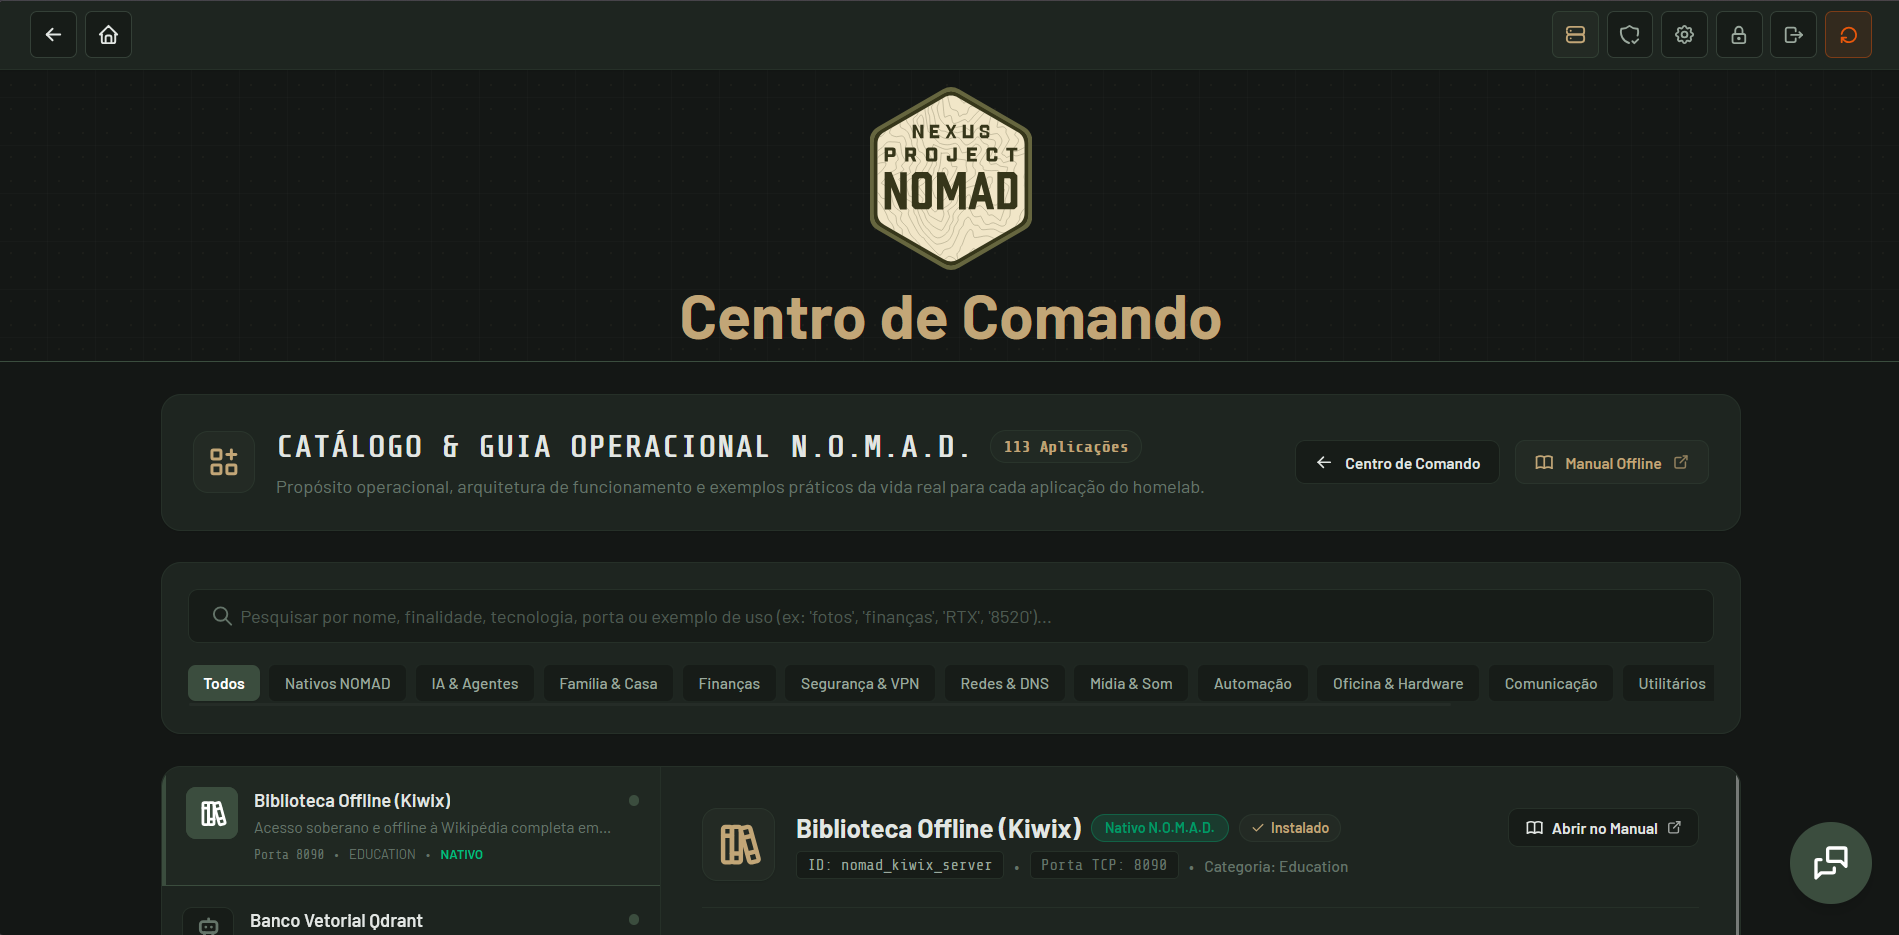 NEXUS
PROJECT
NOMAD
Centro de Comando
CATÁLOGO & GUIA OPERACIONAL N.O.M.A.D.
113 Aplicações
Propósito operacional, arquitetura de funcionamento e exemplos práticos da vida real para cada aplicação do homelab.
Centro de Comando
Manual Offline
Pesquisar por nome, finalidade, tecnologia, porta ou exemplo de uso (ex: 'fotos', 'finanças', 'RTX', '8520')...
Todos
Nativos NOMAD
IA & Agentes
Família & Casa
Finanças
Segurança & VPN
Redes & DNS
Mídia & Som
Automação
Oficina & Hardware
Comunicação
Utilitários
Biblioteca Offline (Kiwix)
Acesso soberano e offline à Wikipédia completa em...
Porta 8090 • EDUCATION • NATIVO
Banco Vetorial Qdrant
Biblioteca Offline (Kiwix)
Nativo N.O.M.A.D.
Instalado
ID: nomad_kiwix_server • Porta TCP: 8090 • Categoria: Education
Abrir no Manual